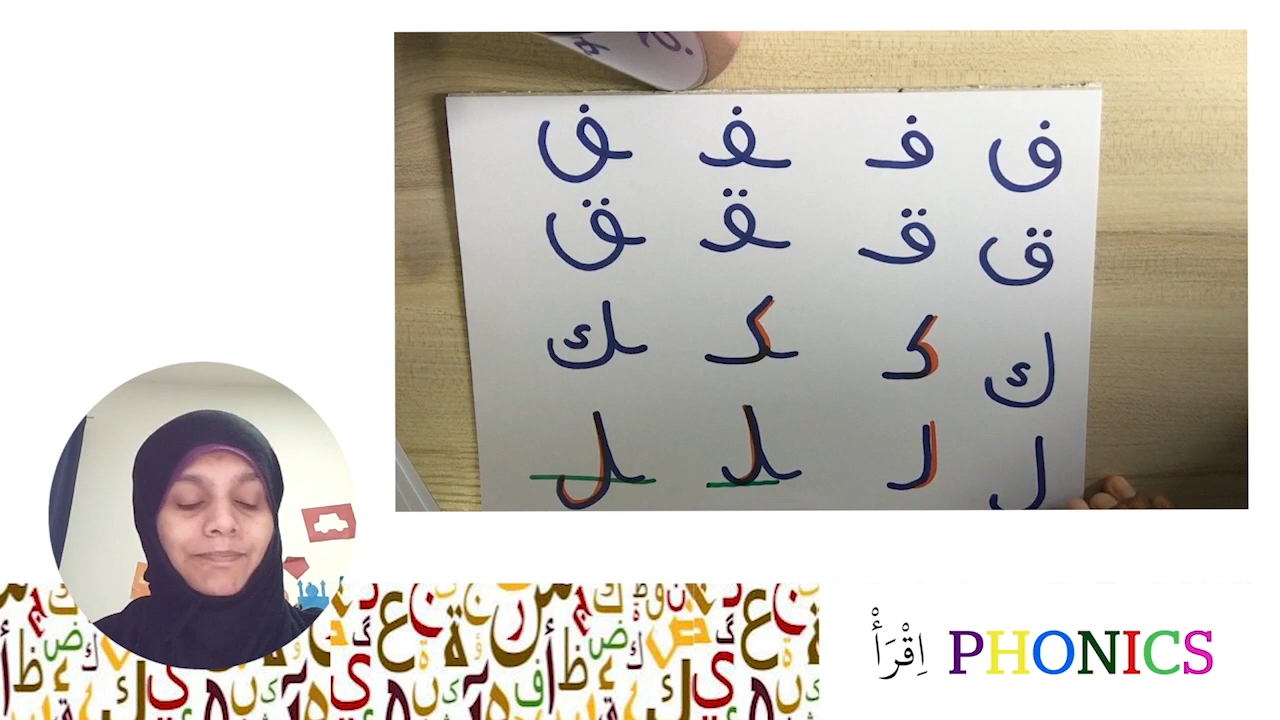 ف فـ ـفـ ـف
ق قـ ـقـ ـق
ك كـ ـكـ ـك
ل لـ ـلـ ـل
اِقْرَأْ PHONICS